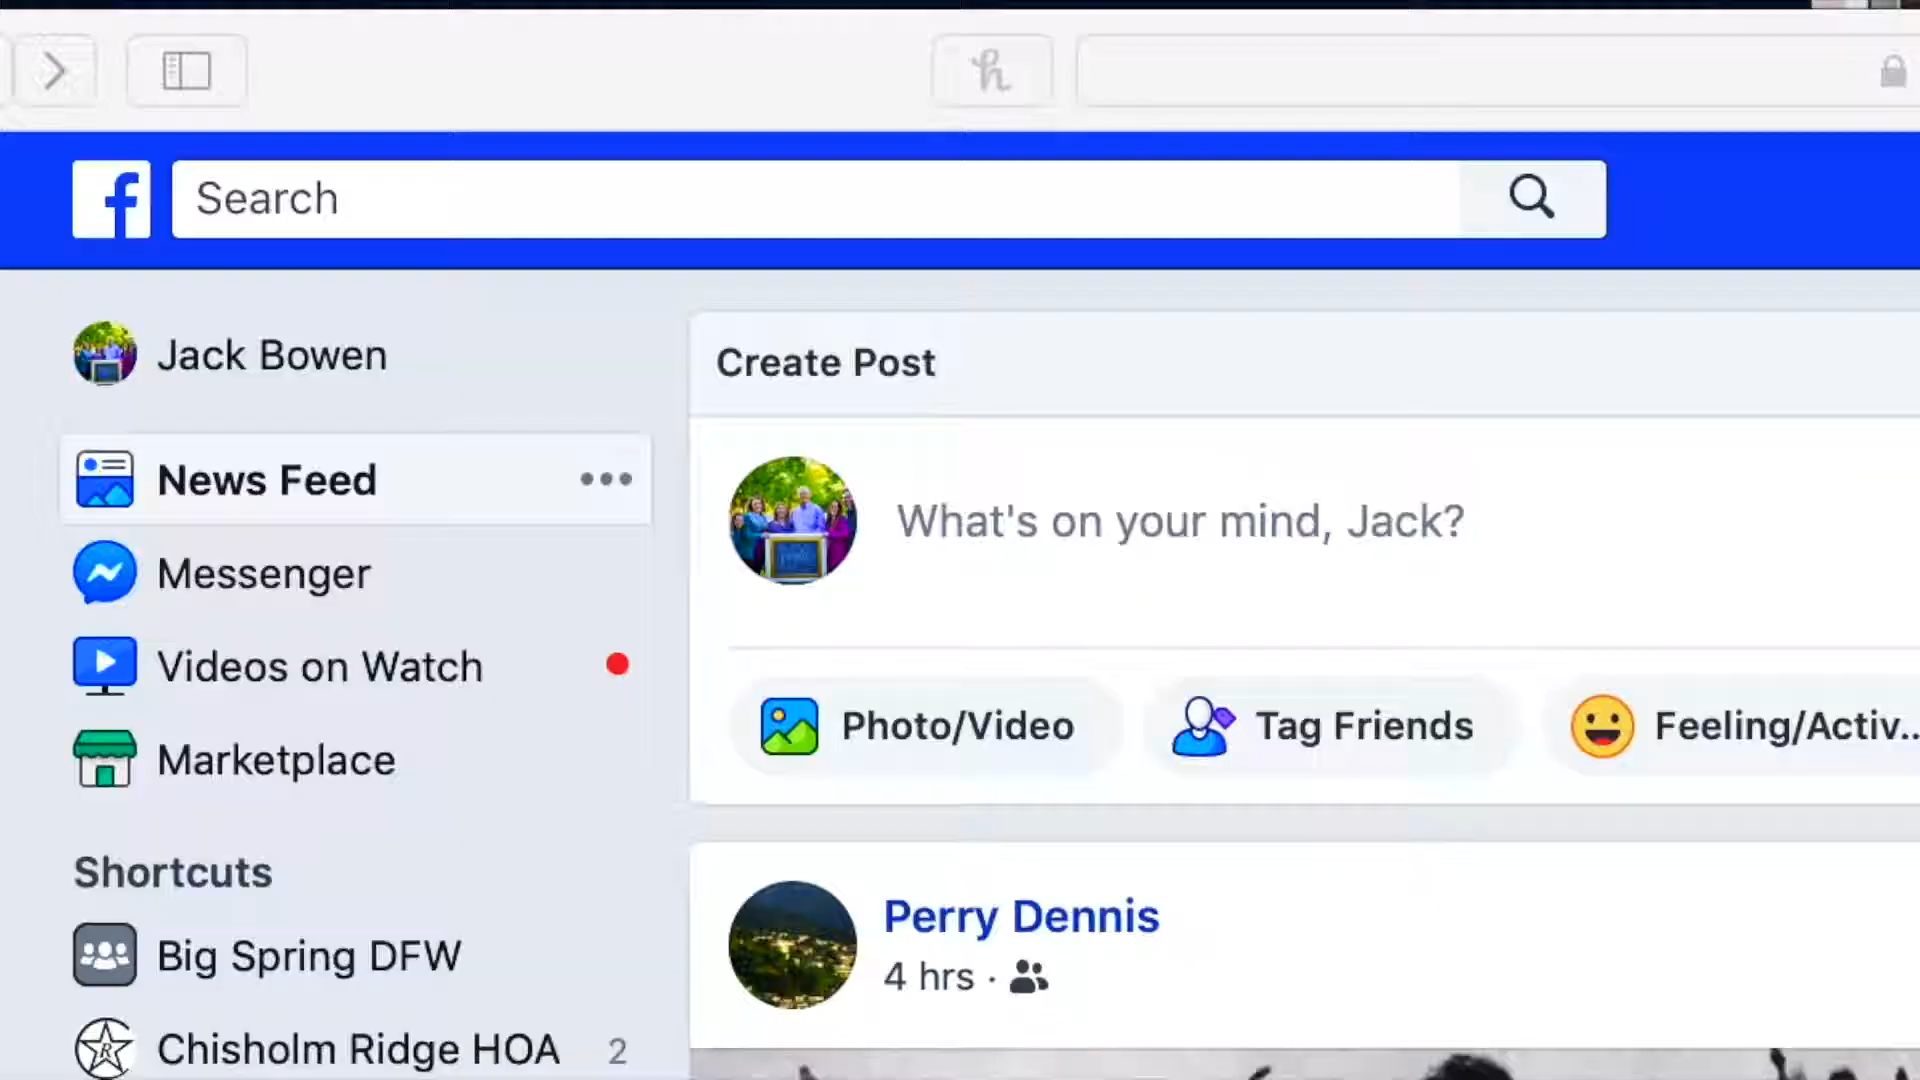 Search
Jack Bowen
News Feed
Messenger
Videos on Watch
Marketplace
Shortcuts
Big Spring DFW
Chisholm Ridge HOA 2
Create Post
What's on your mind, Jack?
Photo/Video
Tag Friends
Feeling/Activ..
Perry Dennis
4 hrs ·